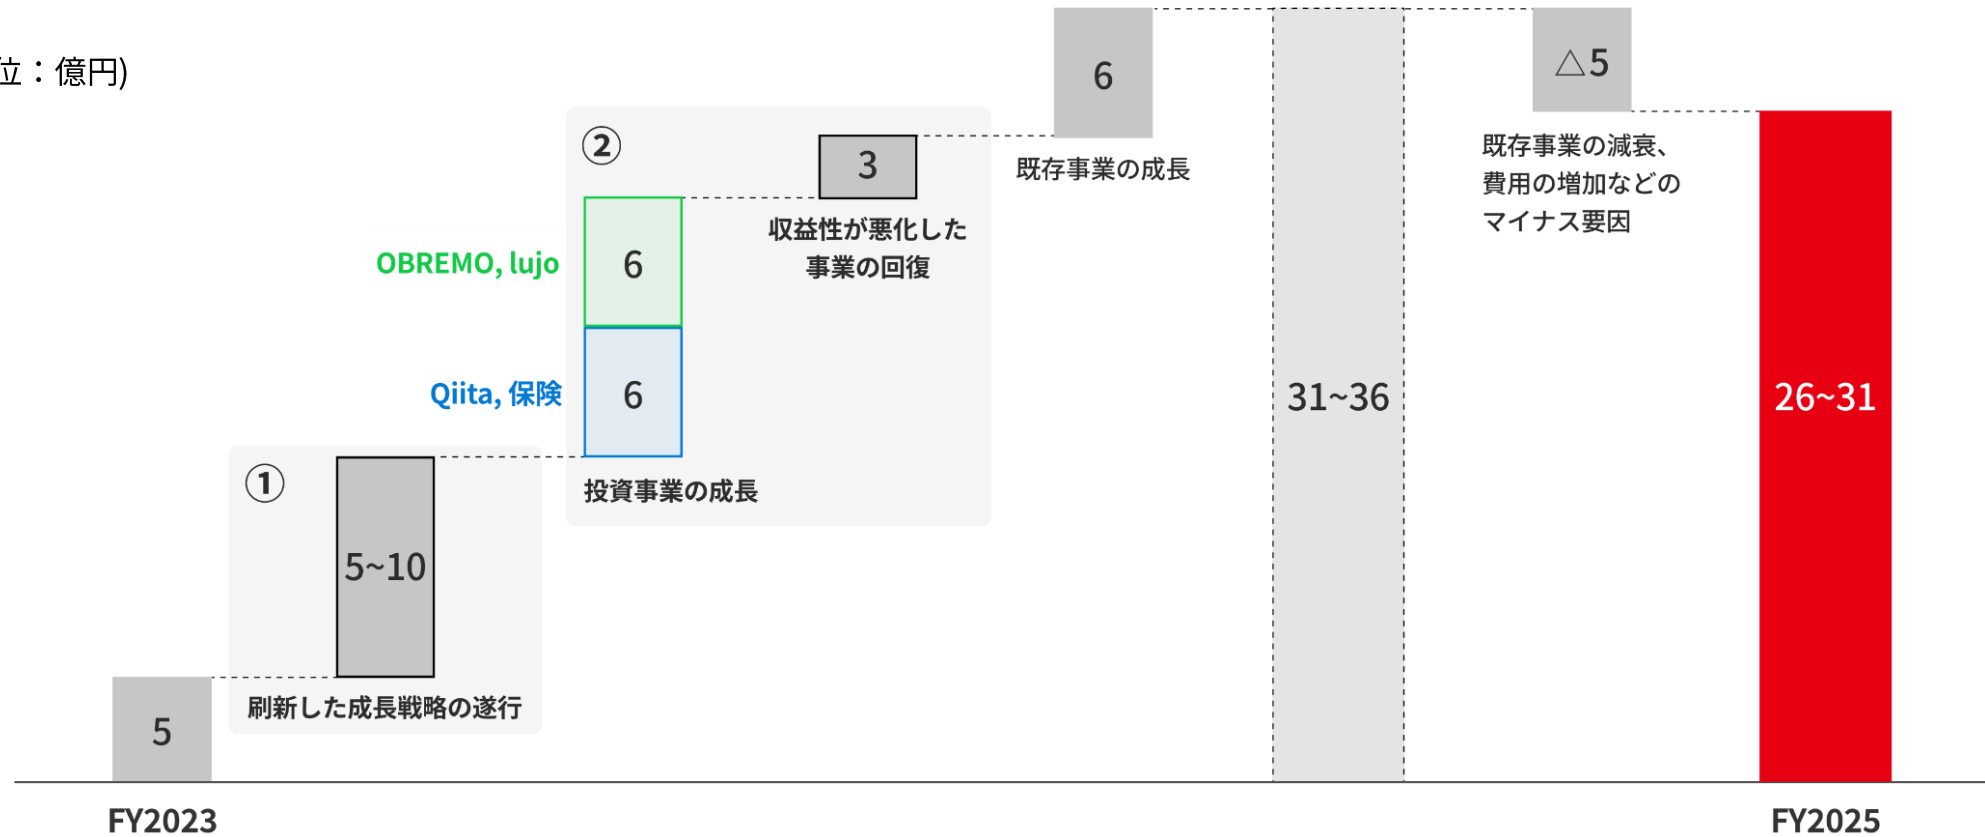 位：億円)
6
△5
既存事業の成長
既存事業の減衰、
費用の増加などの
マイナス要因
②
3
収益性が悪化した
事業の回復
OBREMO, lujo
6
Qiita, 保険
6
投資事業の成長
31~36
26~31
①
5~10
刷新した成長戦略の遂行
5
FY2023
FY2025